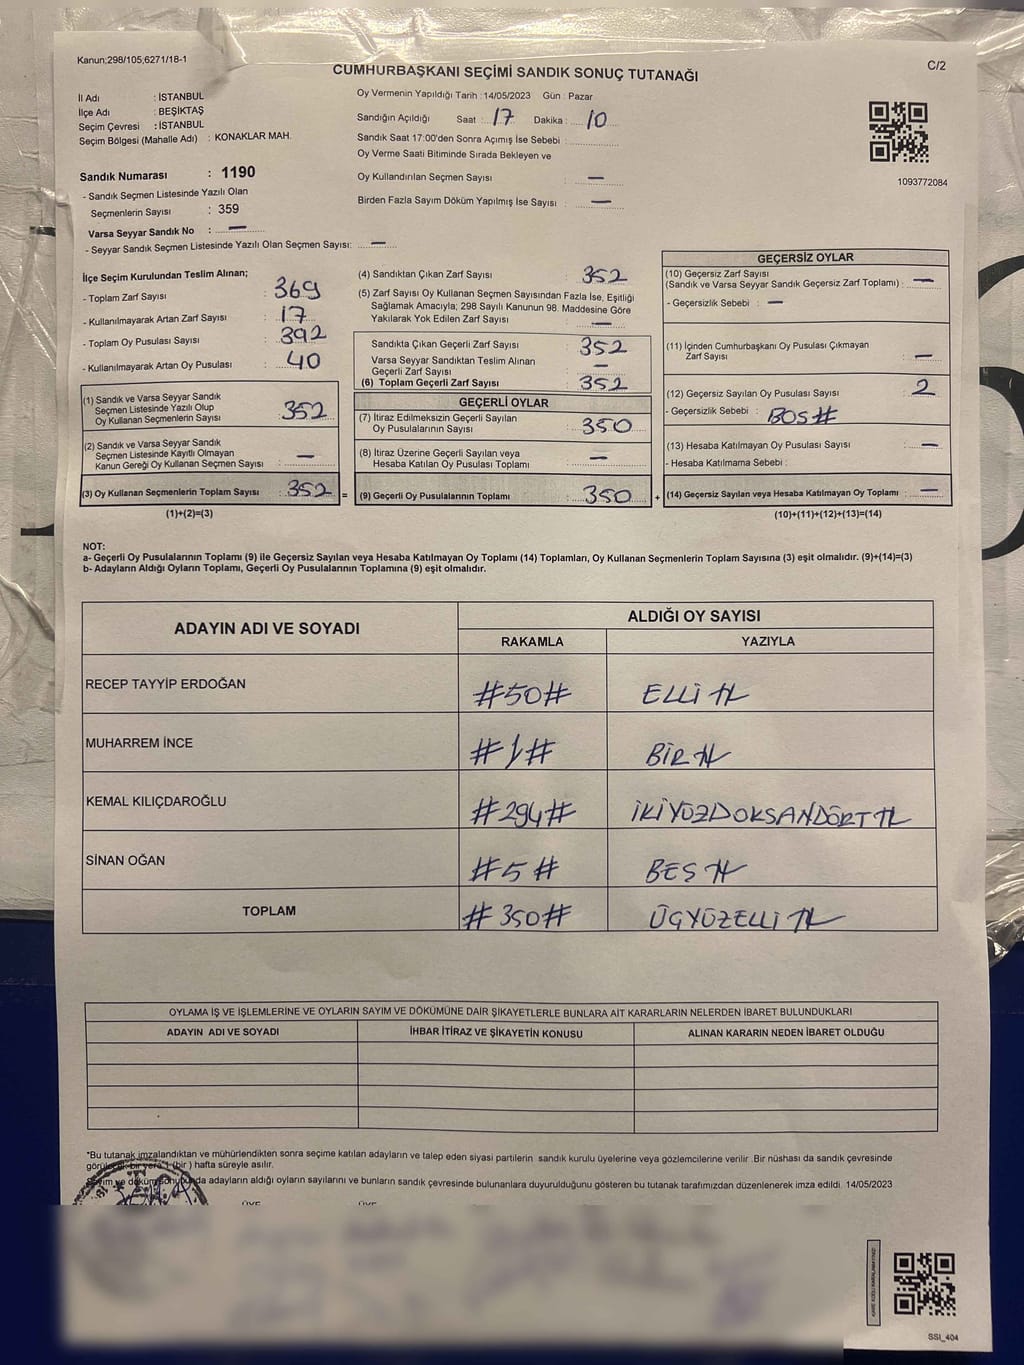 Kanun;298/105,6271/18-1
CUMHURBAŞKANI SEÇİMİ SANDIK SONUÇ TUTANAĞI
C/2
İl Adı : İSTANBUL
İlçe Adı : BEŞİKTAŞ
Seçim Çevresi : İSTANBUL
Seçim Bölgesi (Mahalle Adı) : KONAKLAR MAH.
Oy Vermenin Yapıldığı Tarih :14/05/2023 Gün : Pazar
Sandığın Açıldığı Saat : 17 Dakika : 10
Sandık Saat 17:00'den Sonra Açımış İse Sebebi :
Oy Verme Saati Bitiminde Sırada Bekleyen ve
Oy Kullandırılan Seçmen Sayısı : —
Birden Fazla Sayım Döküm Yapılmış İse Sayısı : —
1093772084
Sandık Numarası : 1190
- Sandık Seçmen Listesinde Yazılı Olan
Seçmenlerin Sayısı : 359
Varsa Seyyar Sandık No : —
- Seyyar Sandık Seçmen Listesinde Yazılı Olan Seçmen Sayısı: —
İlçe Seçim Kurulundan Teslim Alınan;
- Toplam Zarf Sayısı : 369
- Kullanılmayarak Artan Zarf Sayısı : 17
- Toplam Oy Pusulası Sayısı : 392
- Kullanılmayarak Artan Oy Pusulası : 40
(1) Sandık ve Varsa Seyyar Sandık
Seçmen Listesinde Yazılı Olup
Oy Kullanan Seçmenlerin Sayısı : 352
(2) Sandık ve Varsa Seyyar Sandık
Seçmen Listesinde Kayıtlı Olmayan
Kanun Gereği Oy Kullanan Seçmen Sayısı : —
(3) Oy Kullanan Seçmenlerin Toplam Sayısı : 352 =
(1)+(2)=(3)
(4) Sandıktan Çıkan Zarf Sayısı : 352
(5) Zarf Sayısı Oy Kullanan Seçmen Sayısından Fazla İse, Eşitliği
Sağlamak Amacıyla; 298 Sayılı Kanunun 98. Maddesine Göre
Yakılarak Yok Edilen Zarf Sayısı : —
Sandıkta Çıkan Geçerli Zarf Sayısı : 352
Varsa Seyyar Sandıktan Teslim Alınan
Geçerli Zarf Sayısı : —
(6) Toplam Geçerli Zarf Sayısı : 352
GEÇERLİ OYLAR
(7) İtiraz Edilmeksizin Geçerli Sayılan
Oy Pusulalarının Sayısı : 350
(8) İtiraz Üzerine Geçerli Sayılan veya
Hesaba Katılan Oy Pusulası Toplamı : —
(9) Geçerli Oy Pusulalarının Toplamı : 350 +
GEÇERSİZ OYLAR
(10) Geçersiz Zarf Sayısı
(Sandık ve Varsa Seyyar Sandık Geçersiz Zarf Toplamı) : —
- Geçersizlik Sebebi : —
(11) İçinden Cumhurbaşkanı Oy Pusulası Çıkmayan
Zarf Sayısı : —
(12) Geçersiz Sayılan Oy Pusulası Sayısı : 2
- Geçersizlik Sebebi : BOS#
(13) Hesaba Katılmayan Oy Pusulası Sayısı : —
- Hesaba Katılmama Sebebi :
(14) Geçersiz Sayılan veya Hesaba Katılmayan Oy Toplamı : —
(10)+(11)+(12)+(13)=(14)
NOT:
a- Geçerli Oy Pusulalarının Toplamı (9) ile Geçersiz Sayılan veya Hesaba Katılmayan Oy Toplamı (14) Toplamları, Oy Kullanan Seçmenlerin Toplam Sayısına (3) eşit olmalıdır. (9)+(14)=(3)
b- Adayların Aldığı Oyların Toplamı, Geçerli Oy Pusulalarının Toplamına (9) eşit olmalıdır.
ADAYIN ADI VE SOYADI
ALDIĞI OY SAYISI
RAKAMLA YAZIYLA
RECEP TAYYİP ERDOĞAN #50# ELLİ #
MUHARREM İNCE #1# BİR #
KEMAL KILIÇDAROĞLU #294# İKİYÜZDOKSANDÖRT #
SİNAN OĞAN #5# BES #
TOPLAM #350# ÜÇYÜZELLİ #
OYLAMA İŞ VE İŞLEMLERİNE VE OYLARIN SAYIM VE DÖKÜMÜNE DAİR ŞİKAYETLERLE BUNLARA AİT KARARLARIN NELERDEN İBARET BULUNDUKLARI
ADAYIN ADI VE SOYADI İHBAR İTİRAZ VE ŞİKAYETİN KONUSU ALINAN KARARIN NEDEN İBARET OLDUĞU
*Bu tutanak imzalandıktan ve mühürlendikten sonra seçime katılan adayların ve talep eden siyasi partilerin sandık kurulu üyelerine veya gözlemcilerine verilir .Bir nüshası da sandık çevresinde
görülecek bir yere 1 (bir ) hafta süreyle asılır.
Sayım ve döküm sonucunda adayların aldığı oyların sayılarını ve bunların sandık çevresinde bulunanlara duyurulduğunu gösteren bu tutanak tarafımızdan düzenlenerek imza edildi. 14/05/2023
ÜYE ÜYE
SSI_404